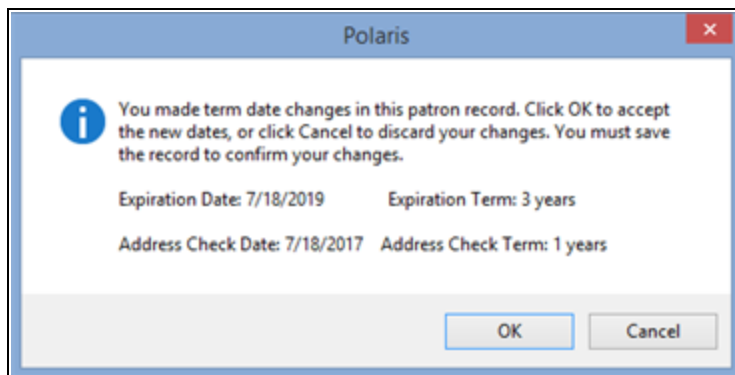 Polaris
You made term date changes in this patron record. Click OK to accept
the new dates, or click Cancel to discard your changes. You must save
the record to confirm your changes.
Expiration Date: 7/18/2019 Expiration Term: 3 years
Address Check Date: 7/18/2017 Address Check Term: 1 years
OK Cancel